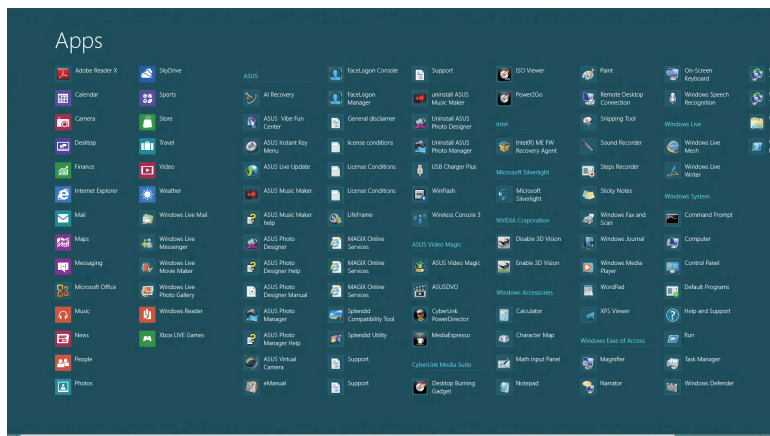 Apps
Adobe Reader X
Calendar
Camera
Desktop
Finance
Internet Explorer
Mail
Maps
Messaging
Microsoft Office
Music
News
People
Photos
SkyDrive
Sports
Store
Travel
Video
Weather
Windows Live Mail
Windows Live
Messenger
Windows Live
Movie Maker
Windows Live
Photo Gallery
Windows Reader
Xbox LIVE Games
ASUS
AI Recovery
ASUS Vibe Fun
Center
ASUS Instant Key
Menu
ASUS Live Update
ASUS Music Maker
ASUS Music Maker
help
ASUS Photo
Designer
ASUS Photo
Designer Help
ASUS Photo
Designer Manual
ASUS Photo
Manager
ASUS Photo
Manager Help
ASUS Virtual
Camera
eManual
FaceLogon Console
FaceLogon
Manager
General disclaimer
license conditions
License Conditions
License Conditions
LifeFrame
MAGIX Online
Services
MAGIX Online
Services
MAGIX Online
Services
Splendid
Compatibility Tool
Splendid Utility
Support
Support
Support
uninstall ASUS
Music Maker
Uninstall ASUS
Photo Designer
Uninstall ASUS
Photo Manager
USB Charger Plus
WinFlash
Wireless Console 3
ASUS Video Magic
ASUS Video Magic
ASUSDVD
CyberLink
PowerDirector
MediaEspresso
CyberLink Media Suite
Desktop Burning
Gadget
ISO Viewer
Power2Go
Intel
Intel(R) ME FW
Recovery Agent
Microsoft Silverlight
Microsoft
Silverlight
NVIDIA Corporation
Disable 3D Vision
Enable 3D Vision
Windows Accessories
Calculator
Character Map
Math Input Panel
Notepad
Paint
Remote Desktop
Connection
Snipping Tool
Sound Recorder
Steps Recorder
Sticky Notes
Windows Fax and
Scan
Windows Journal
Windows Media
Player
WordPad
XPS Viewer
Windows Ease of Access
Magnifier
Narrator
On-Screen
Keyboard
Windows Speech
Recognition
Windows Live
Windows Live
Mesh
Windows Live
Writer
Windows System
Command Prompt
Computer
Control Panel
Default Programs
Help and Support
Run
Task Manager
Windows Defender